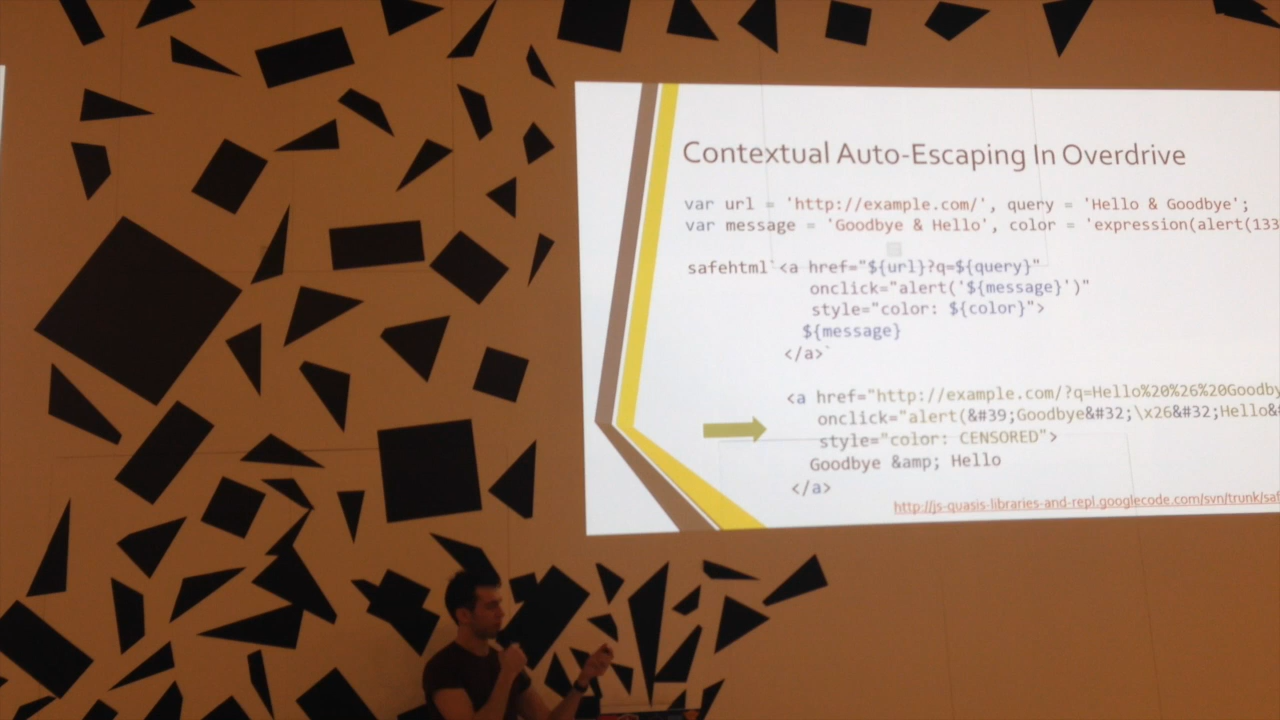 Contextual Auto-Escaping In Overdrive
var url = 'http://example.com/', query = 'Hello & Goodbye';
var message = 'Goodbye & Hello', color = 'expression(alert(133
safehtml`<a href="${url}?q=${query}"
onclick="alert('${message}')"
style="color: ${color}">
${message}
</a>`
<a href="http://example.com/?q=Hello%20%26%20Goodby
onclick="alert(&#39;Goodbye&#32;\x26&#32;Hello&
style="color: CENSORED">
Goodbye &amp; Hello
</a>
http://js-quasis-libraries-and-repl.googlecode.com/svn/trunk/saf